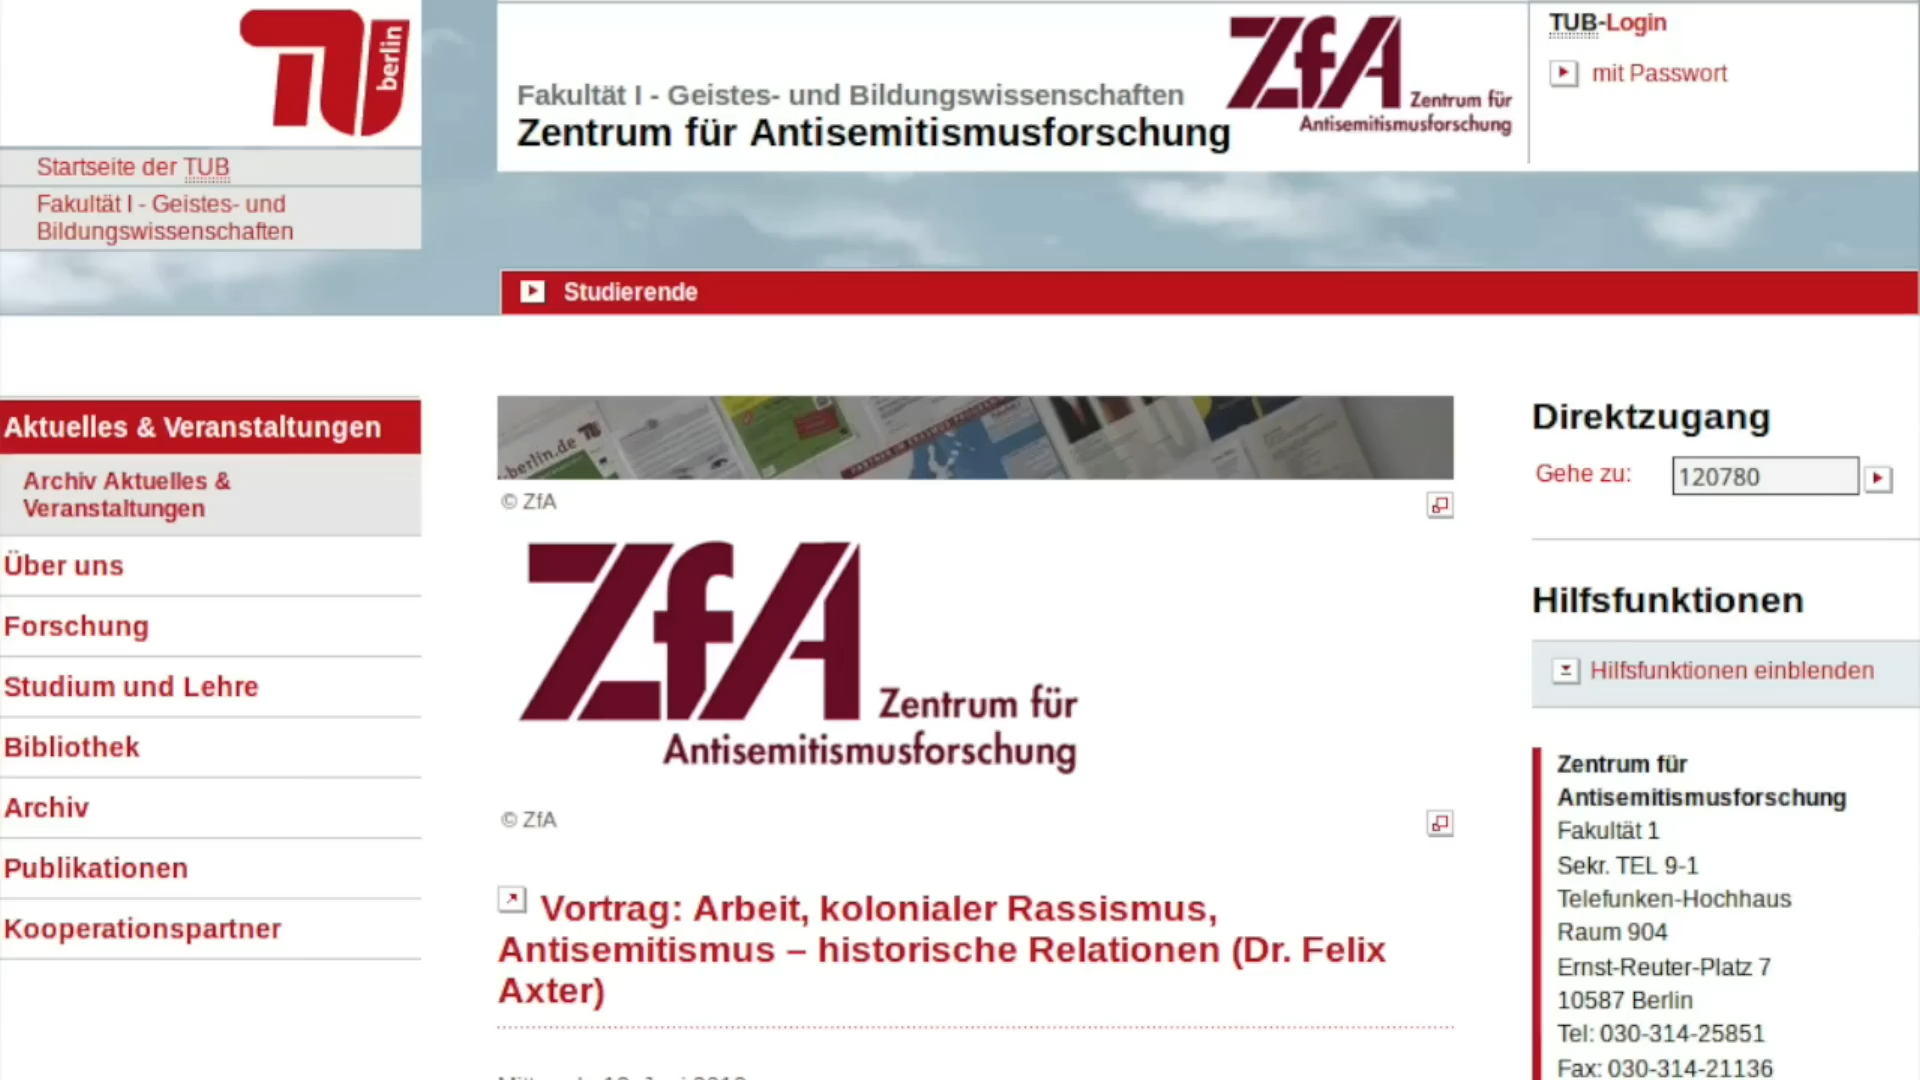 berlin
Startseite der TUB
Fakultät I - Geistes- und
Bildungswissenschaften
Fakultät I - Geistes- und Bildungswissenschaften
Zentrum für Antisemitismusforschung
ZfA Zentrum für
Antisemitismusforschung
TUB-Login
mit Passwort
Studierende
Aktuelles & Veranstaltungen
Archiv Aktuelles &
Veranstaltungen
Über uns
Forschung
Studium und Lehre
Bibliothek
Archiv
Publikationen
Kooperationspartner
.berlin.de
© ZfA
ZfA Zentrum für
Antisemitismusforschung
© ZfA
Vortrag: Arbeit, kolonialer Rassismus,
Antisemitismus – historische Relationen (Dr. Felix
Axter)
Direktzugang
Gehe zu: 120780
Hilfsfunktionen
Hilfsfunktionen einblenden
Zentrum für
Antisemitismusforschung
Fakultät 1
Sekr. TEL 9-1
Telefunken-Hochhaus
Raum 904
Ernst-Reuter-Platz 7
10587 Berlin
Tel: 030-314-25851
Fax: 030-314-21136